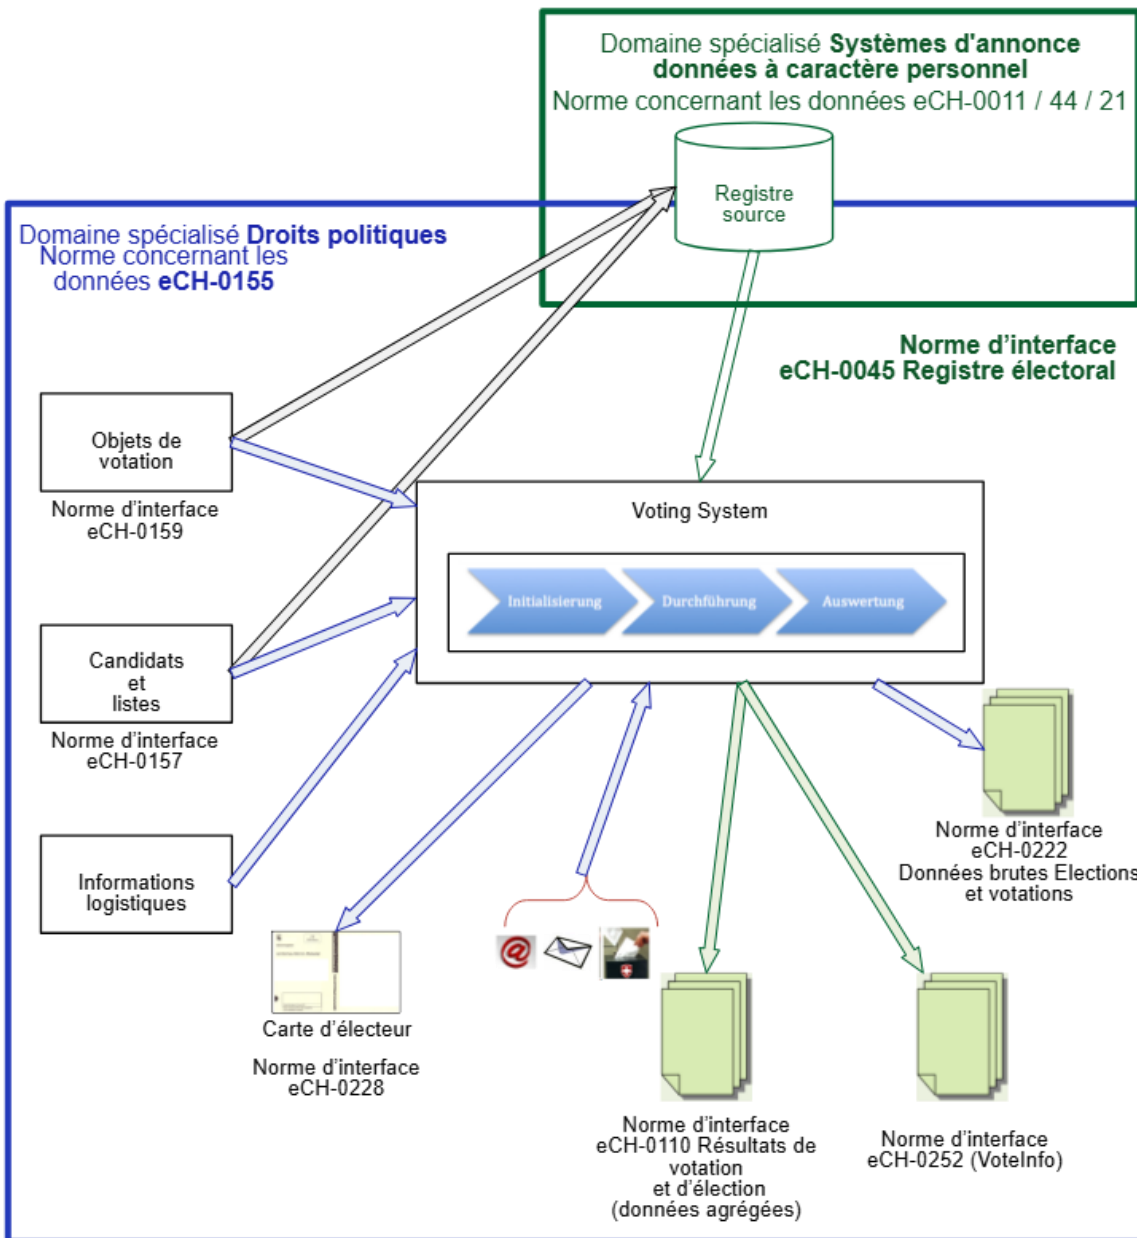 Domaine spécialisé Systèmes d'annonce
données à caractère personnel
Norme concernant les données eCH-0011 / 44 / 21
Registre
source
Domaine spécialisé Droits politiques
Norme concernant les
données eCH-0155
Norme d'interface
eCH-0045 Registre électoral
Objets de
votation
Norme d'interface
eCH-0159
Voting System
Initialisierung
Durchführung
Auswertung
Candidats
et
listes
Norme d'interface
eCH-0157
Informations
logistiques
Norme d'interface
eCH-0222
Données brutes Elections
et votations
@
Carte d'électeur
Norme d'interface
eCH-0228
Norme d'interface
eCH-0110 Résultats de
votation
et d'élection
(données agrégées)
Norme d'interface
eCH-0252 (VoteInfo)